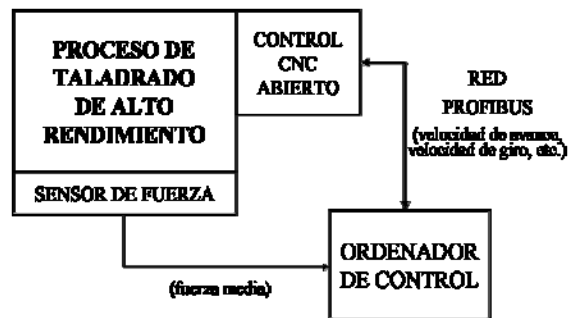 PROCESO DE
TALADRADO
DE ALTO
RENDIMIENTO
SENSOR DE FUERZA
CONTROL
CNC
ABIERTO
RED
PROFIBUS
(velocidad de avance,
velocidad de giro, etc.)
ORDENADOR
DE CONTROL
(fuerza media)